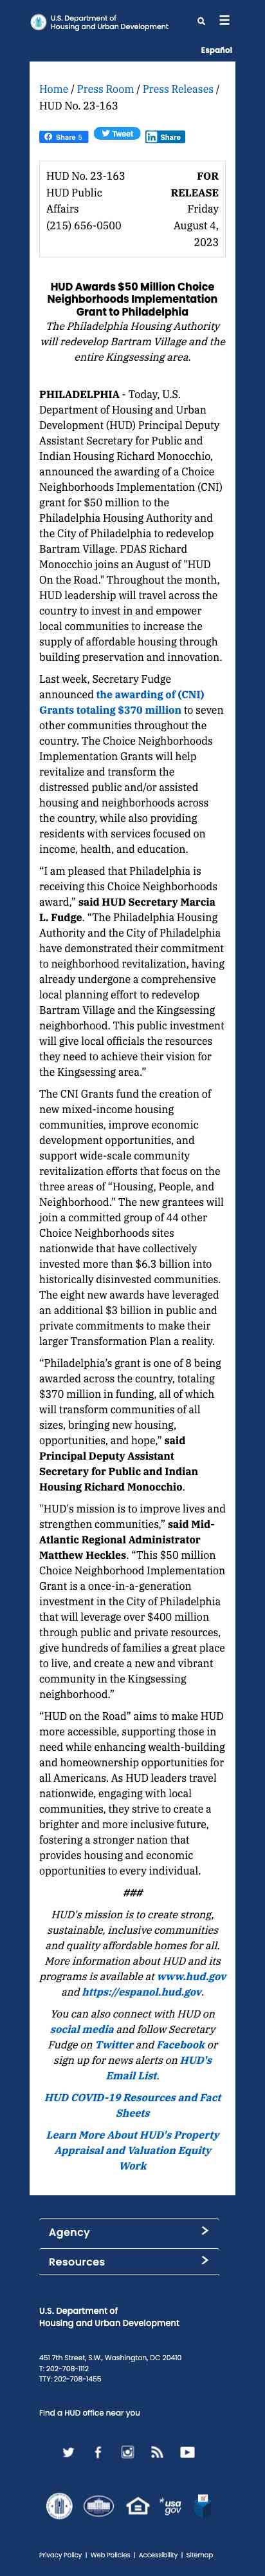 U.S. Department of
Housing and Urban Development
Español
Home / Press Room / Press Releases /
HUD No. 23-163
Share 5
Tweet
Share
HUD No. 23-163
HUD Public
Affairs
(215) 656-0500
FOR
RELEASE
Friday
August 4,
2023
HUD Awards $50 Million Choice
Neighborhoods Implementation
Grant to Philadelphia
The Philadelphia Housing Authority
will redevelop Bartram Village and the
entire Kingsessing area.
PHILADELPHIA - Today, U.S.
Department of Housing and Urban
Development (HUD) Principal Deputy
Assistant Secretary for Public and
Indian Housing Richard Monocchio,
announced the awarding of a Choice
Neighborhoods Implementation (CNI)
grant for $50 million to the
Philadelphia Housing Authority and
the City of Philadelphia to redevelop
Bartram Village. PDAS Richard
Monocchio joins an August of "HUD
On the Road." Throughout the month,
HUD leadership will travel across the
country to invest in and empower
local communities to increase the
supply of affordable housing through
building preservation and innovation.
Last week, Secretary Fudge
announced the awarding of (CNI)
Grants totaling $370 million to seven
other communities throughout the
country. The Choice Neighborhoods
Implementation Grants will help
revitalize and transform the
distressed public and/or assisted
housing and neighborhoods across
the country, while also providing
residents with services focused on
income, health, and education.
“I am pleased that Philadelphia is
receiving this Choice Neighborhoods
award,” said HUD Secretary Marcia
L. Fudge. “The Philadelphia Housing
Authority and the City of Philadelphia
have demonstrated their commitment
to neighborhood revitalization, having
already undergone a comprehensive
local planning effort to redevelop
Bartram Village and the Kingsessing
neighborhood. This public investment
will give local officials the resources
they need to achieve their vision for
the Kingsessing area.”
The CNI Grants fund the creation of
new mixed-income housing
communities, improve economic
development opportunities, and
support wide-scale community
revitalization efforts that focus on the
three areas of “Housing, People, and
Neighborhood.” The new grantees will
join a committed group of 44 other
Choice Neighborhoods sites
nationwide that have collectively
invested more than $6.3 billion into
historically disinvested communities.
The eight new awards have leveraged
an additional $3 billion in public and
private commitments to make their
larger Transformation Plan a reality.
“Philadelphia’s grant is one of 8 being
awarded across the country, totaling
$370 million in funding, all of which
will transform communities of all
sizes, bringing new housing,
opportunities, and hope,” said
Principal Deputy Assistant
Secretary for Public and Indian
Housing Richard Monocchio.
"HUD's mission is to improve lives and
strengthen communities,” said Mid-
Atlantic Regional Administrator
Matthew Heckles. “This $50 million
Choice Neighborhood Implementation
Grant is a once-in-a-generation
investment in the City of Philadelphia
that will leverage over $400 million
through public and private resources,
give hundreds of families a great place
to live, and create a new and vibrant
community in the Kingsessing
neighborhood.”
“HUD on the Road” aims to make HUD
more accessible, supporting those in
need while enhancing wealth-building
and homeownership opportunities for
all Americans. As HUD leaders travel
nationwide, engaging with local
communities, they strive to create a
brighter and more inclusive future,
fostering a stronger nation that
provides housing and economic
opportunities to every individual.
###
HUD's mission is to create strong,
sustainable, inclusive communities
and quality affordable homes for all.
More information about HUD and its
programs is available at www.hud.gov
and https://espanol.hud.gov.
You can also connect with HUD on
social media and follow Secretary
Fudge on Twitter and Facebook or
sign up for news alerts on HUD's
Email List.
HUD COVID-19 Resources and Fact
Sheets
Learn More About HUD's Property
Appraisal and Valuation Equity
Work
Agency
Resources
U.S. Department of
Housing and Urban Development
451 7th Street, S.W., Washington, DC 20410
T: 202-708-1112
TTY: 202-708-1455
Find a HUD office near you
usa
gov
Privacy Policy | Web Policies | Accessibility | Sitemap